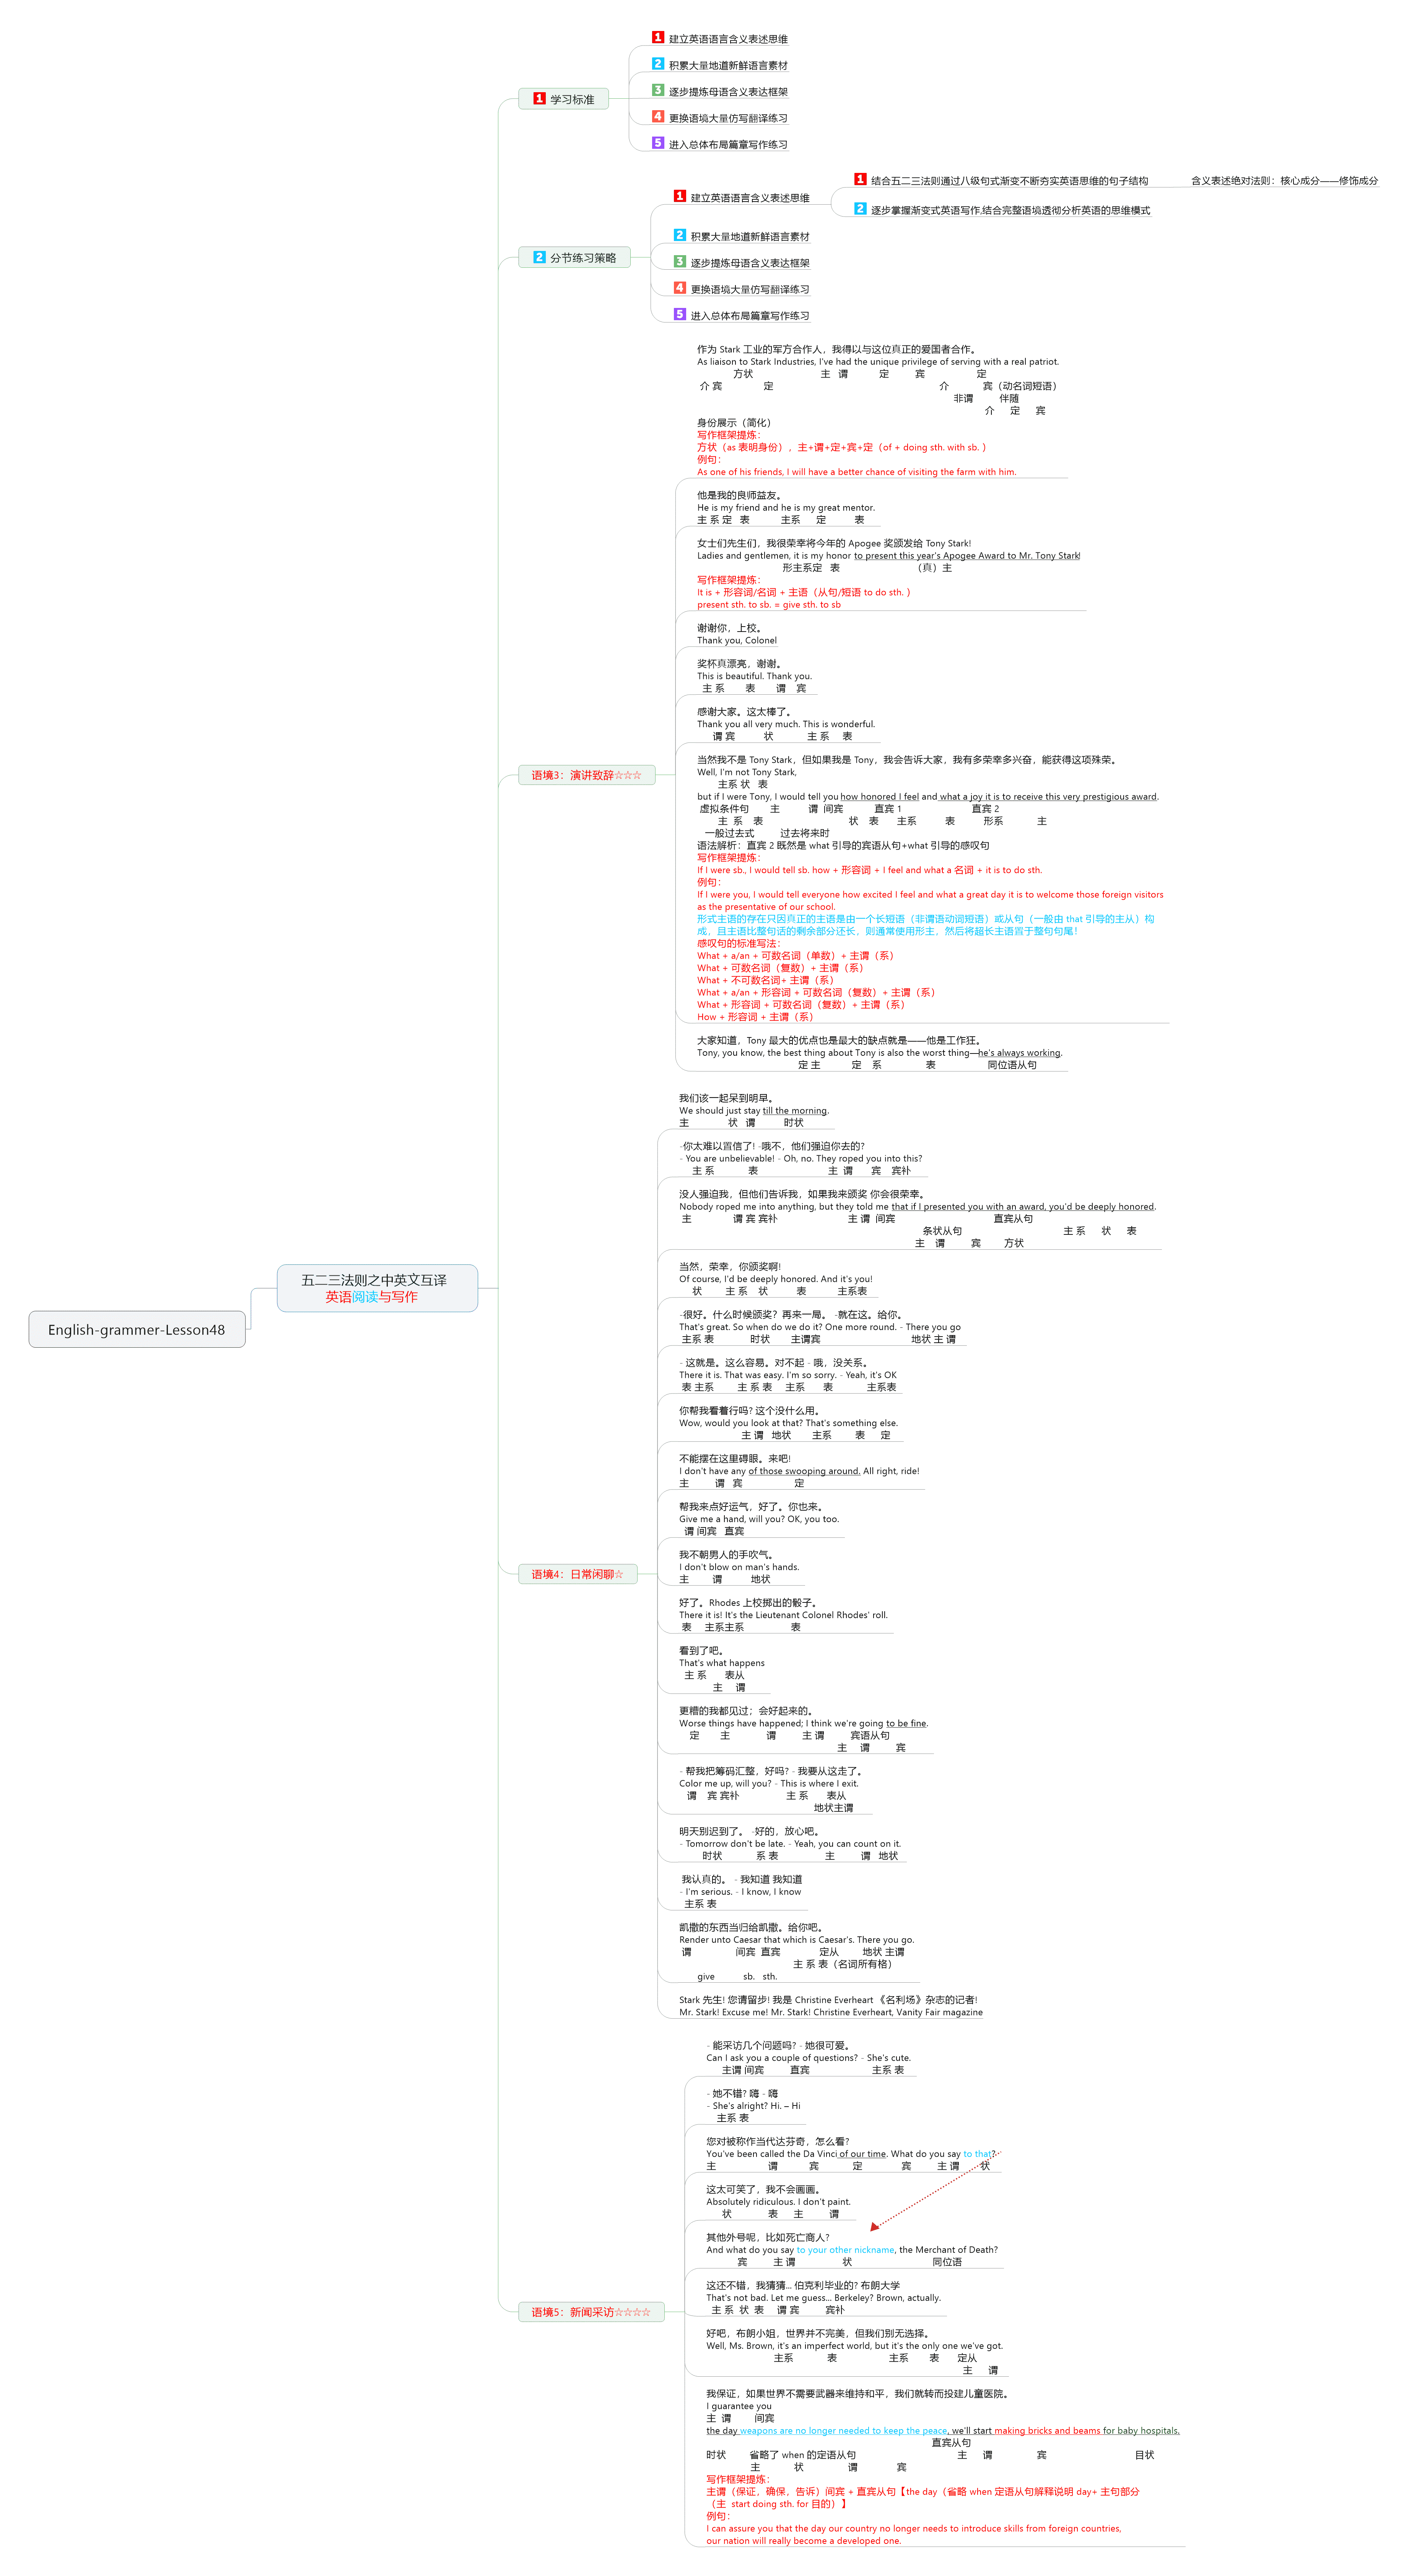 English-grammer-Lesson48
五二三法则之中英文互译
英语阅读与写作
1 学习标准
1 建立英语语言含义表述思维
2 积累大量地道新鲜语言素材
3 逐步提炼母语含义表达框架
4 更换语境大量仿写翻译练习
5 进入总体布局篇章写作练习
2 分节练习策略
1 建立英语语言含义表述思维
1 结合五二三法则通过八级句式渐变不断夯实英语思维的句子结构
含义表述绝对法则：核心成分——修饰成分
2 逐步掌握渐变式英语写作,结合完整语境透彻分析英语的思维模式
2 积累大量地道新鲜语言素材
3 逐步提炼母语含义表达框架
4 更换语境大量仿写翻译练习
5 进入总体布局篇章写作练习
语境3：演讲致辞☆☆☆
作为 Stark 工业的军方合作人，我得以与这位真正的爱国者合作。
As liaison to Stark Industries, I've had the unique privilege of serving with a real patriot.
方状 主 谓 定 宾 定
介 宾 定 介 宾（动名词短语）
非谓 伴随
介 定 宾
身份展示（简化）
写作框架提炼：
方状（as 表明身份），主+谓+定+宾+定（of + doing sth. with sb. ）
例句：
As one of his friends, I will have a better chance of visiting the farm with him.
他是我的良师益友。
He is my friend and he is my great mentor.
主 系 定 表 主系 定 表
女士们先生们，我很荣幸将今年的 Apogee 奖颁发给 Tony Stark!
Ladies and gentlemen, it is my honor to present this year's Apogee Award to Mr. Tony Stark!
形主系定 表 （真）主
写作框架提炼：
It is + 形容词/名词 + 主语（从句/短语 to do sth. ）
present sth. to sb. = give sth. to sb
谢谢你，上校。
Thank you, Colonel
奖杯真漂亮，谢谢。
This is beautiful. Thank you.
主 系 表 谓 宾
感谢大家。这太棒了。
Thank you all very much. This is wonderful.
谓 宾 状 主 系 表
当然我不是 Tony Stark，但如果我是 Tony，我会告诉大家，我有多荣幸多兴奋，能获得这项殊荣。
Well, I'm not Tony Stark,
主系 状 表
but if I were Tony, I would tell you how honored I feel and what a joy it is to receive this very prestigious award.
虚拟条件句 主 谓 间宾 直宾 1 直宾 2
主 系 表 状 表 主系 表 形系 主
一般过去式 过去将来时
语法解析：直宾 2 既然是 what 引导的宾语从句+what 引导的感叹句
写作框架提炼：
If I were sb., I would tell sb. how + 形容词 + I feel and what a 名词 + it is to do sth.
例句：
If I were you, I would tell everyone how excited I feel and what a great day it is to welcome those foreign visitors
as the presentative of our school.
形式主语的存在只因真正的主语是由一个长短语（非谓语动词短语）或从句（一般由 that 引导的主从）构
成，且主语比整句话的剩余部分还长，则通常使用形主，然后将超长主语置于整句句尾！
感叹句的标准写法：
What + a/an + 可数名词（单数）+ 主谓（系）
What + 可数名词（复数）+ 主谓（系）
What + 不可数名词+ 主谓（系）
What + a/an + 形容词 + 可数名词（复数）+ 主谓（系）
What + 形容词 + 可数名词（复数）+ 主谓（系）
How + 形容词 + 主谓（系）
大家知道，Tony 最大的优点也是最大的缺点就是——他是工作狂。
Tony, you know, the best thing about Tony is also the worst thing—he's always working.
定 主 定 系 表 同位语从句
语境4：日常闲聊☆
我们该一起呆到明早。
We should just stay till the morning.
主 状 谓 时状
-你太难以置信了! -哦不，他们强迫你去的?
- You are unbelievable! - Oh, no. They roped you into this?
主 系 表 主 谓 宾 宾补
没人强迫我，但他们告诉我，如果我来颁奖 你会很荣幸。
Nobody roped me into anything, but they told me that if I presented you with an award, you'd be deeply honored.
主 谓 宾 宾补 主 谓 间宾 直宾从句
条状从句 主 系 状 表
主 谓 宾 方状
当然，荣幸，你颁奖啊!
Of course, I'd be deeply honored. And it's you!
状 主 系 状 表 主系表
-很好。什么时候颁奖？再来一局。 -就在这。给你。
That's great. So when do we do it? One more round. - There you go
主系 表 时状 主谓宾 地状 主 谓
- 这就是。这么容易。对不起 - 哦，没关系。
There it is. That was easy. I'm so sorry. - Yeah, it's OK
表 主系 主 系 表 主系 表 主系表
你帮我看着行吗? 这个没什么用。
Wow, would you look at that? That's something else.
主 谓 地状 主系 表 定
不能摆在这里碍眼。来吧!
I don't have any of those swooping around. All right, ride!
主 谓 宾 定
帮我来点好运气，好了。你也来。
Give me a hand, will you? OK, you too.
谓 间宾 直宾
我不朝男人的手吹气。
I don't blow on man's hands.
主 谓 地状
好了。Rhodes 上校掷出的骰子。
There it is! It's the Lieutenant Colonel Rhodes' roll.
表 主系主系 表
看到了吧。
That's what happens
主 系 表从
主 谓
更糟的我都见过；会好起来的。
Worse things have happened; I think we're going to be fine.
定 主 谓 主 谓 宾语从句
主 谓 宾
- 帮我把筹码汇整，好吗? - 我要从这走了。
Color me up, will you? - This is where I exit.
谓 宾 宾补 主 系 表从
地状主谓
明天别迟到了。 -好的，放心吧。
- Tomorrow don't be late. - Yeah, you can count on it.
时状 系 表 主 谓 地状
我认真的。 - 我知道 我知道
- I'm serious. - I know, I know
主系 表
凯撒的东西当归给凯撒。给你吧。
Render unto Caesar that which is Caesar's. There you go.
谓 间宾 直宾 定从 地状 主谓
主 系 表（名词所有格）
give sb. sth.
Stark 先生! 您请留步! 我是 Christine Everheart 《名利场》杂志的记者!
Mr. Stark! Excuse me! Mr. Stark! Christine Everheart, Vanity Fair magazine
语境5：新闻采访☆☆☆☆
- 能采访几个问题吗? - 她很可爱。
Can I ask you a couple of questions? - She's cute.
主谓 间宾 直宾 主系 表
- 她不错? 嗨 - 嗨
- She's alright? Hi. – Hi
主系 表
您对被称作当代达芬奇，怎么看?
You've been called the Da Vinci of our time. What do you say to that?
主 谓 宾 定 宾 主 谓 状
这太可笑了，我不会画画。
Absolutely ridiculous. I don't paint.
状 表 主 谓
其他外号呢，比如死亡商人?
And what do you say to your other nickname, the Merchant of Death?
宾 主 谓 状 同位语
这还不错，我猜猜... 伯克利毕业的? 布朗大学
That's not bad. Let me guess... Berkeley? Brown, actually.
主 系 状 表 谓 宾 宾补
好吧，布朗小姐，世界并不完美，但我们别无选择。
Well, Ms. Brown, it's an imperfect world, but it's the only one we've got.
主系 表 主系 表 定从
主 谓
我保证，如果世界不需要武器来维持和平，我们就转而投建儿童医院。
I guarantee you
主 谓 间宾
the day weapons are no longer needed to keep the peace, we'll start making bricks and beams for baby hospitals.
直宾从句
时状 省略了 when 的定语从句 主 谓 宾 目状
主 状 谓 宾
写作框架提炼：
主谓（保证，确保，告诉）间宾 + 直宾从句【the day（省略 when 定语从句解释说明 day+ 主句部分
（主 start doing sth. for 目的）】
例句：
I can assure you that the day our country no longer needs to introduce skills from foreign countries,
our nation will really become a developed one.